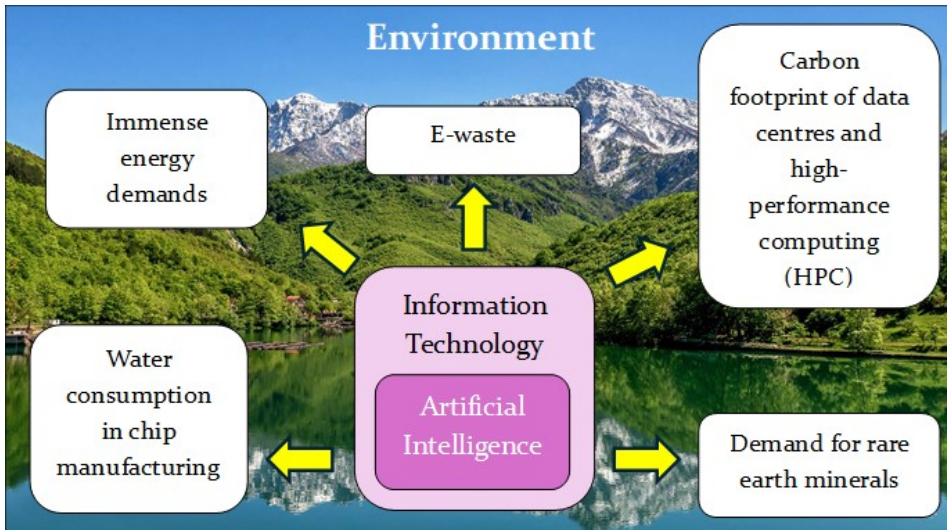 Environment
Immense
energy
demands
E-waste
Carbon
footprint of data
centres and
high-
performance
computing
(HPC)
Information
Technology
Artificial
Intelligence
Water
consumption
in chip
manufacturing
Demand for rare
earth minerals